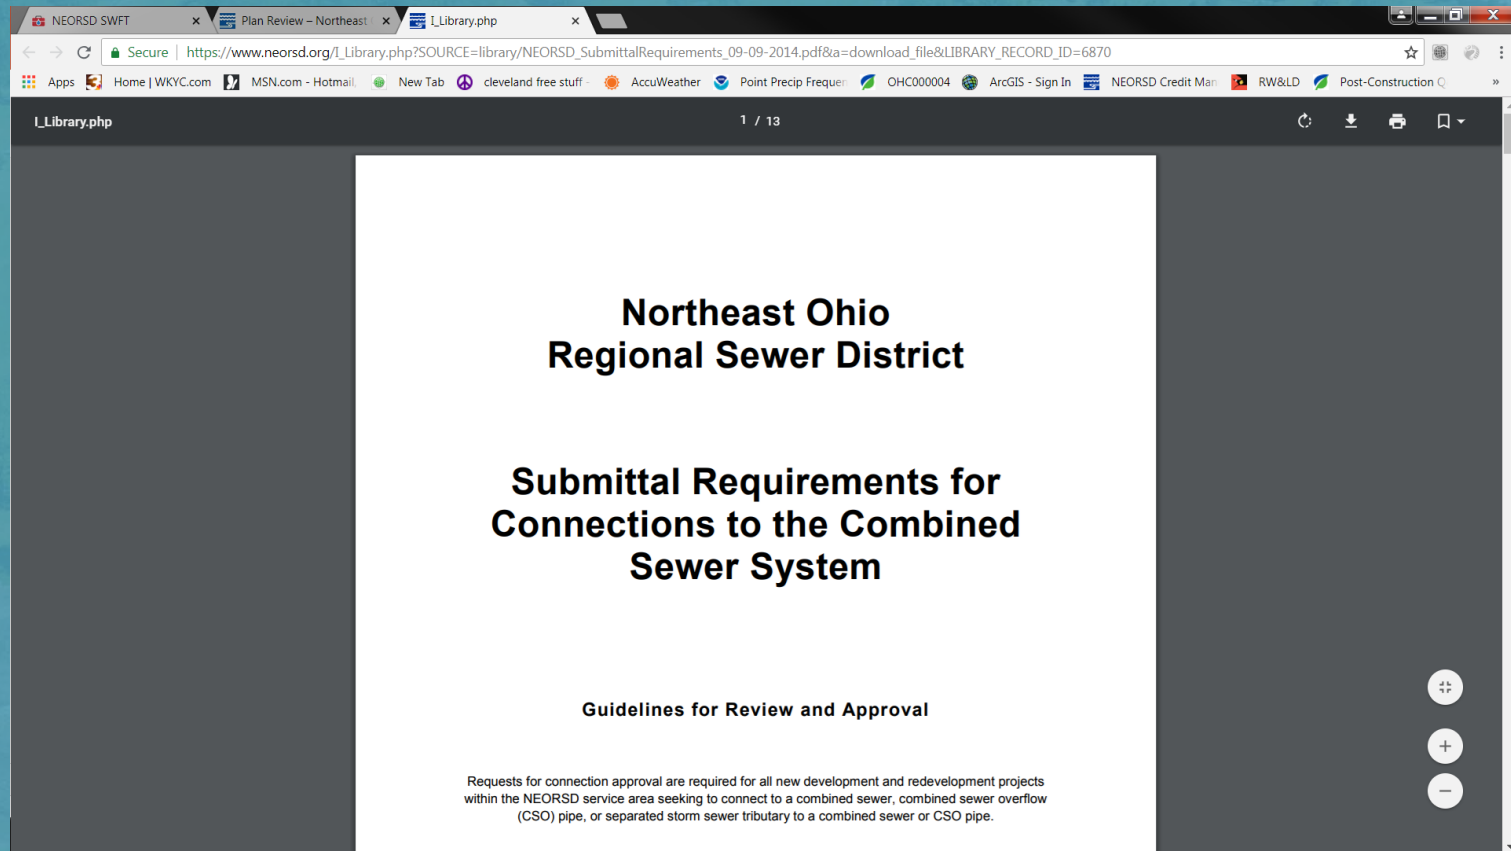 NEORSD SWFT
Plan Review – Northeast
I_Library.php
Secure https://www.neorsd.org/I_Library.php?SOURCE=library/NEORSD_SubmittalRequirements_09-09-2014.pdf&a=download_file&LIBRARY_RECORD_ID=6870
Apps Home | WKYC.com MSN.com - Hotmail, New Tab cleveland free stuff - AccuWeather Point Precip Frequen OHC000004 ArcGIS - Sign In NEORSD Credit Man RW&LD Post-Construction Q »
I_Library.php 1 / 13
Northeast Ohio
Regional Sewer District
Submittal Requirements for
Connections to the Combined
Sewer System
Guidelines for Review and Approval
Requests for connection approval are required for all new development and redevelopment projects
within the NEORSD service area seeking to connect to a combined sewer, combined sewer overflow
(CSO) pipe, or separated storm sewer tributary to a combined sewer or CSO pipe.